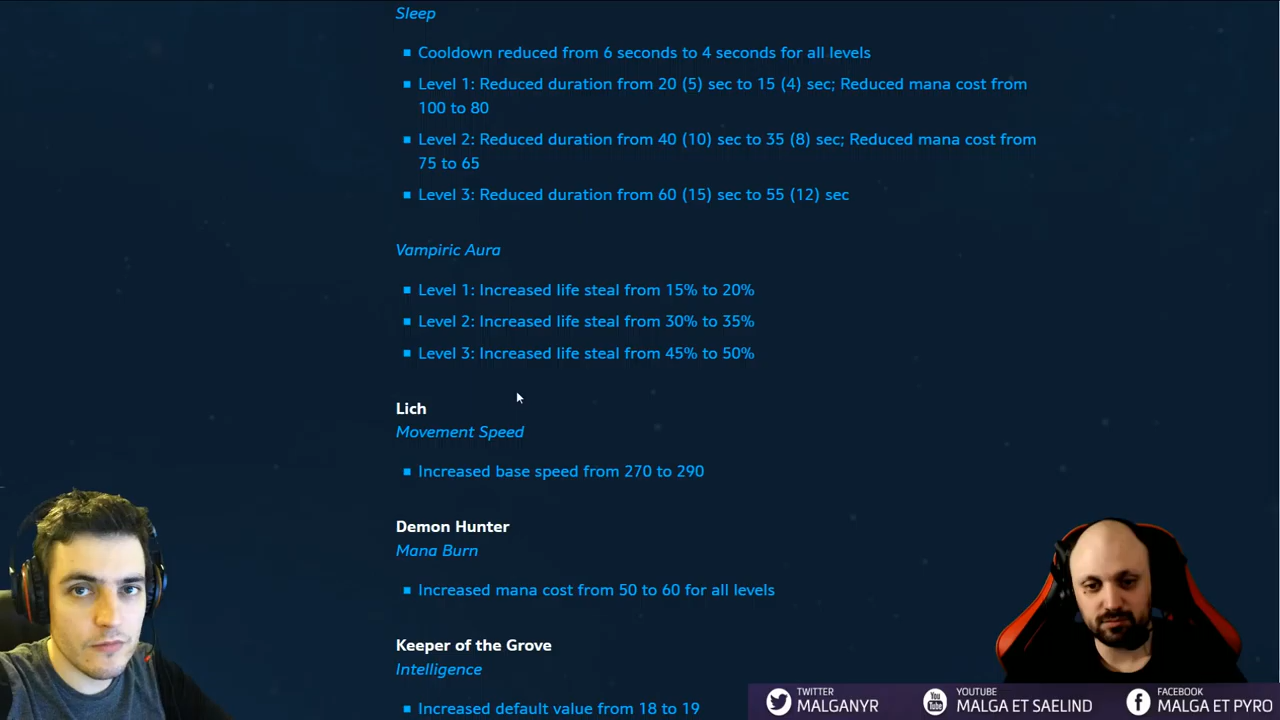 Sleep
Cooldown reduced from 6 seconds to 4 seconds for all levels
Level 1: Reduced duration from 20 (5) sec to 15 (4) sec; Reduced mana cost from
100 to 80
Level 2: Reduced duration from 40 (10) sec to 35 (8) sec; Reduced mana cost from
75 to 65
Level 3: Reduced duration from 60 (15) sec to 55 (12) sec
Vampiric Aura
Level 1: Increased life steal from 15% to 20%
Level 2: Increased life steal from 30% to 35%
Level 3: Increased life steal from 45% to 50%
Lich
Movement Speed
Increased base speed from 270 to 290
Demon Hunter
Mana Burn
Increased mana cost from 50 to 60 for all levels
Keeper of the Grove
Intelligence
Increased default value from 18 to 19
TWITTER
MALGANYR
You Tube
YOUTUBE
MALGA ET SAELIND
FACEBOOK
MALGA ET PYRO